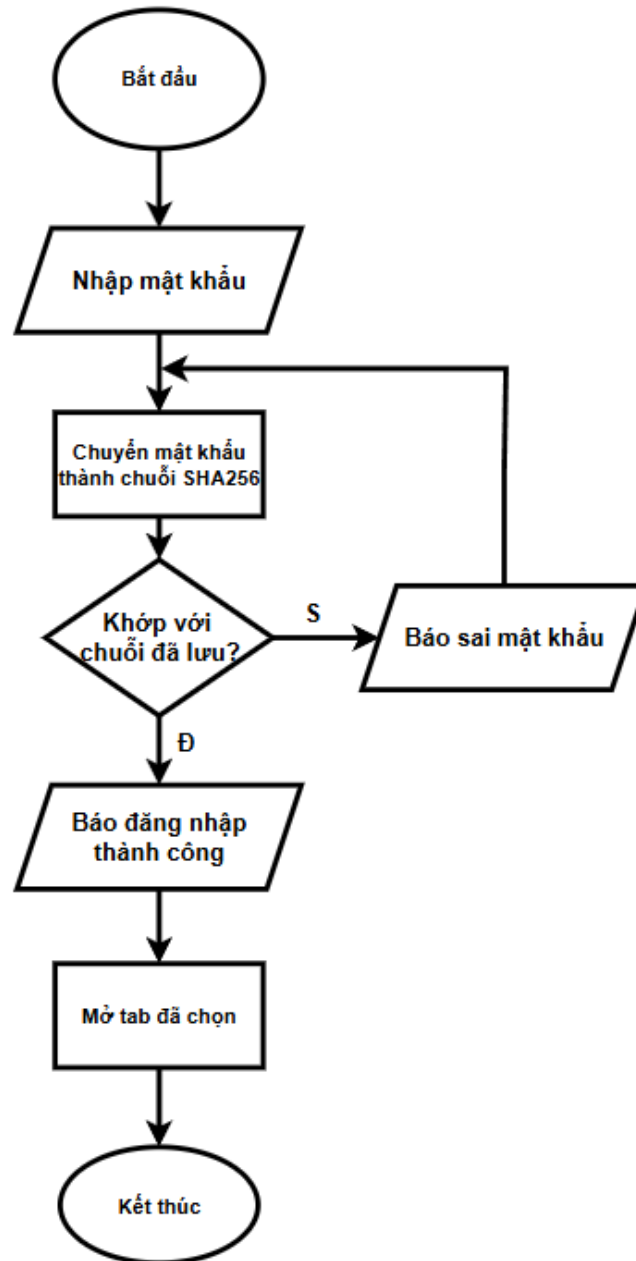 Bắt đầu
Nhập mật khẩu
Chuyển mật khẩu
thành chuỗi SHA256
Khớp với
chuỗi đã lưu?
S
Báo sai mật khẩu
Đ
Báo đăng nhập
thành công
Mở tab đã chọn
Kết thúc